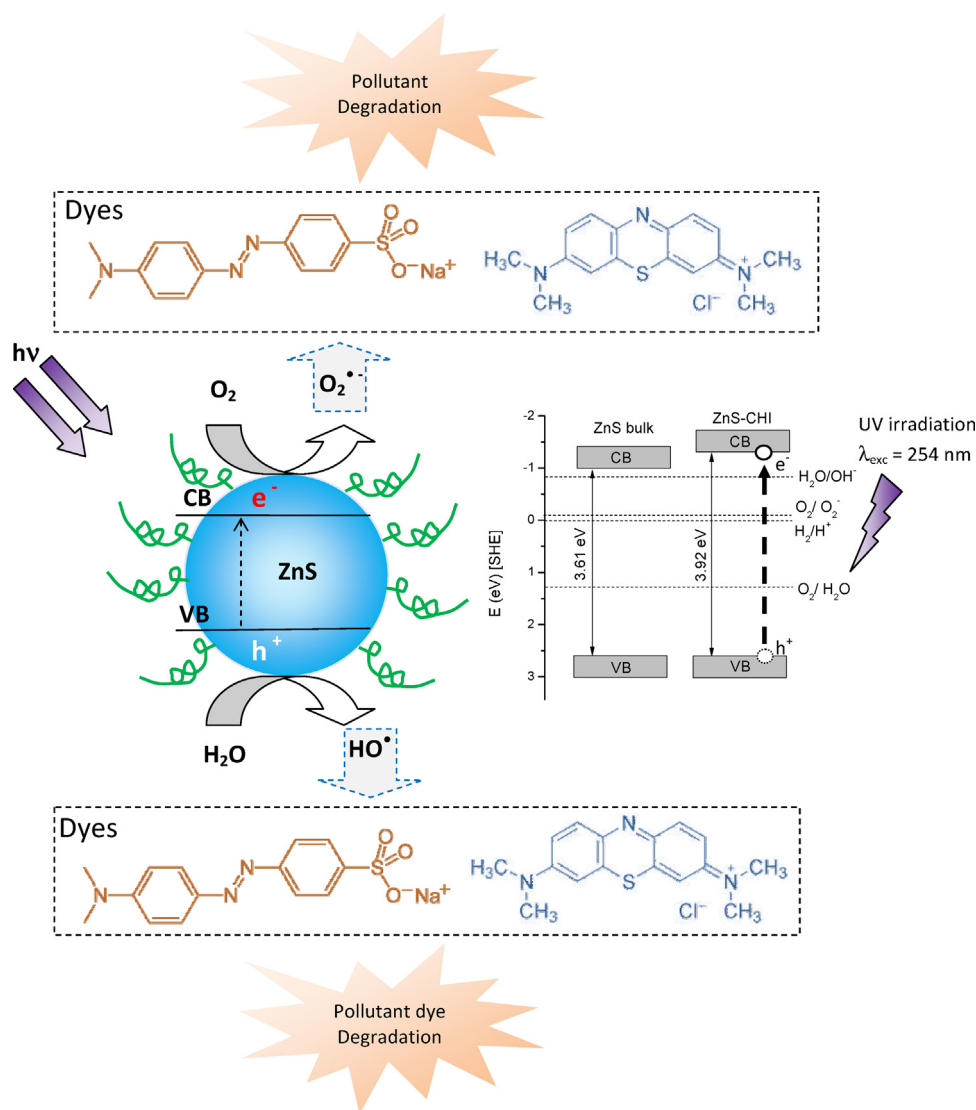 Pollutant
Degradation
Dyes
N
N
N
S
O
O
O⁻Na⁺
N
S
H₃C
N
CH₃
N⁺
CH₃
CH₃
Cl⁻
hν
O₂
O₂•-
CB
e⁻
ZnS
VB
h⁺
H₂O
HO•
ZnS bulk
ZnS-CHI
CB
CB
e⁻
3.61 eV
3.92 eV
VB
VB
h⁺
E (eV) [SHE]
-2
-1
0
1
2
3
H₂O/OH⁻
O₂/ O₂⁻
H₂/H⁺
O₂/ H₂O
UV irradiation
λexc = 254 nm
Dyes
N
N
N
S
O
O
O⁻Na⁺
N
S
H₃C
N
CH₃
N⁺
CH₃
CH₃
Cl⁻
Pollutant dye
Degradation